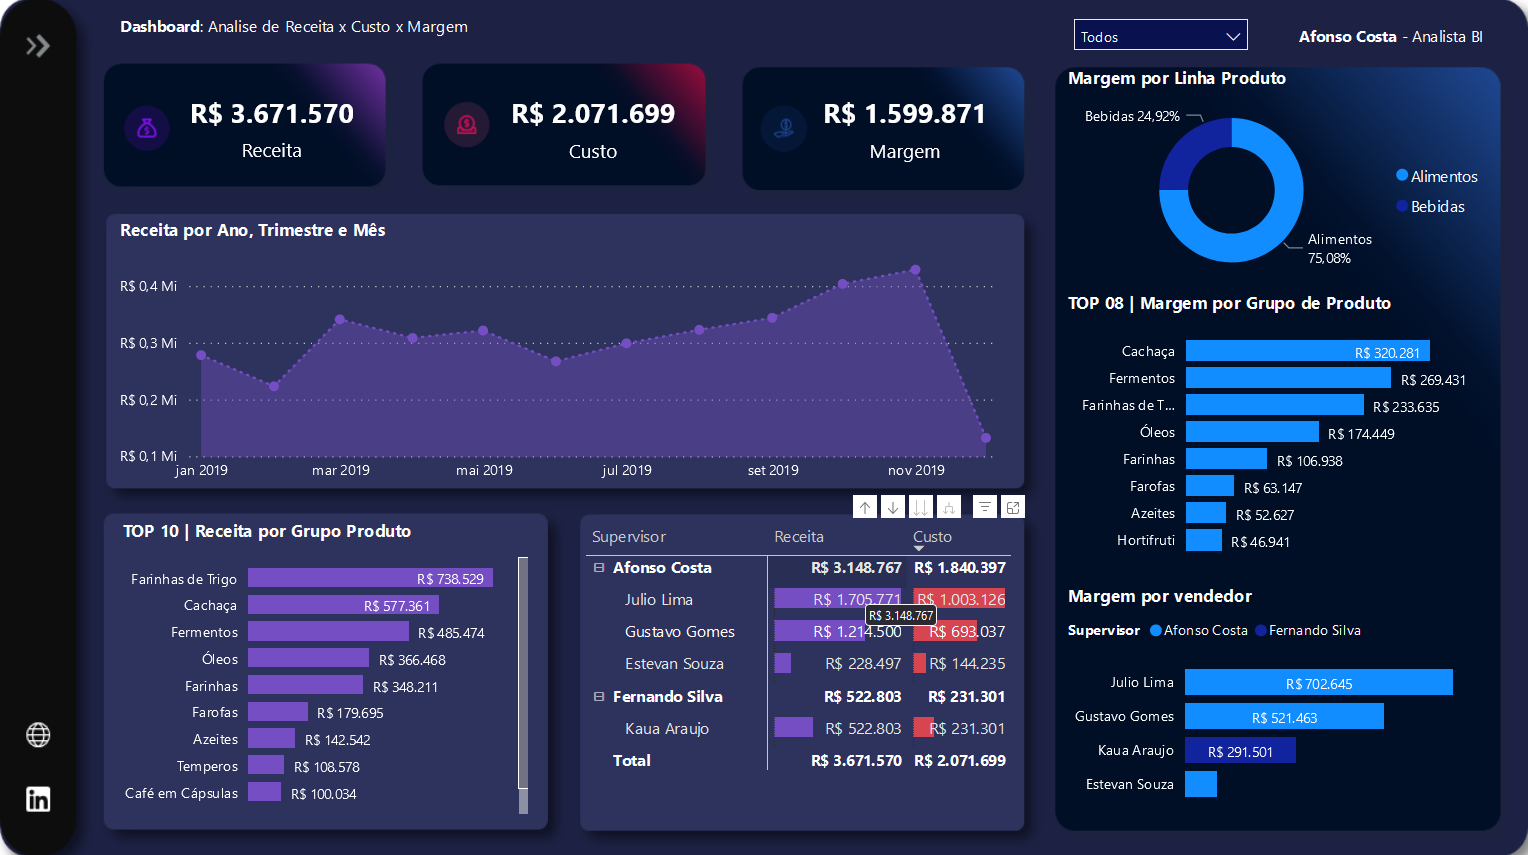 Dashboard: Analise de Receita x Custo x Margem
Todos
Afonso Costa - Analista BI
R$ 3.671.570
Receita
R$ 2.071.699
Custo
R$ 1.599.871
Margem
Receita por Ano, Trimestre e Mês
R$ 0,4 Mi
R$ 0,3 Mi
R$ 0,2 Mi
R$ 0,1 Mi
jan 2019
mar 2019
mai 2019
jul 2019
set 2019
nov 2019
TOP 10 | Receita por Grupo Produto
Farinhas de Trigo R$ 738.529
Cachaça R$ 577.361
Fermentos R$ 485.474
Óleos R$ 366.468
Farinhas R$ 348.211
Farofas R$ 179.695
Azeites R$ 142.542
Temperos R$ 108.578
Café em Cápsulas R$ 100.034
Supervisor Receita Custo
Afonso Costa R$ 3.148.767 R$ 1.840.397
Julio Lima R$ 1.705.771 R$ 1.003.126
R$ 3.148.767
Gustavo Gomes R$ 1.214.500 R$ 693.037
Estevan Souza R$ 228.497 R$ 144.235
Fernando Silva R$ 522.803 R$ 231.301
Kaua Araujo R$ 522.803 R$ 231.301
Total R$ 3.671.570 R$ 2.071.699
Margem por Linha Produto
Bebidas 24,92%
Alimentos
75,08%
Alimentos
Bebidas
TOP 08 | Margem por Grupo de Produto
Cachaça R$ 320.281
Fermentos R$ 269.431
Farinhas de T... R$ 233.635
Óleos R$ 174.449
Farinhas R$ 106.938
Farofas R$ 63.147
Azeites R$ 52.627
Hortifruti R$ 46.941
Margem por vendedor
Supervisor Afonso Costa Fernando Silva
Julio Lima R$ 702.645
Gustavo Gomes R$ 521.463
Kaua Araujo R$ 291.501
Estevan Souza
in